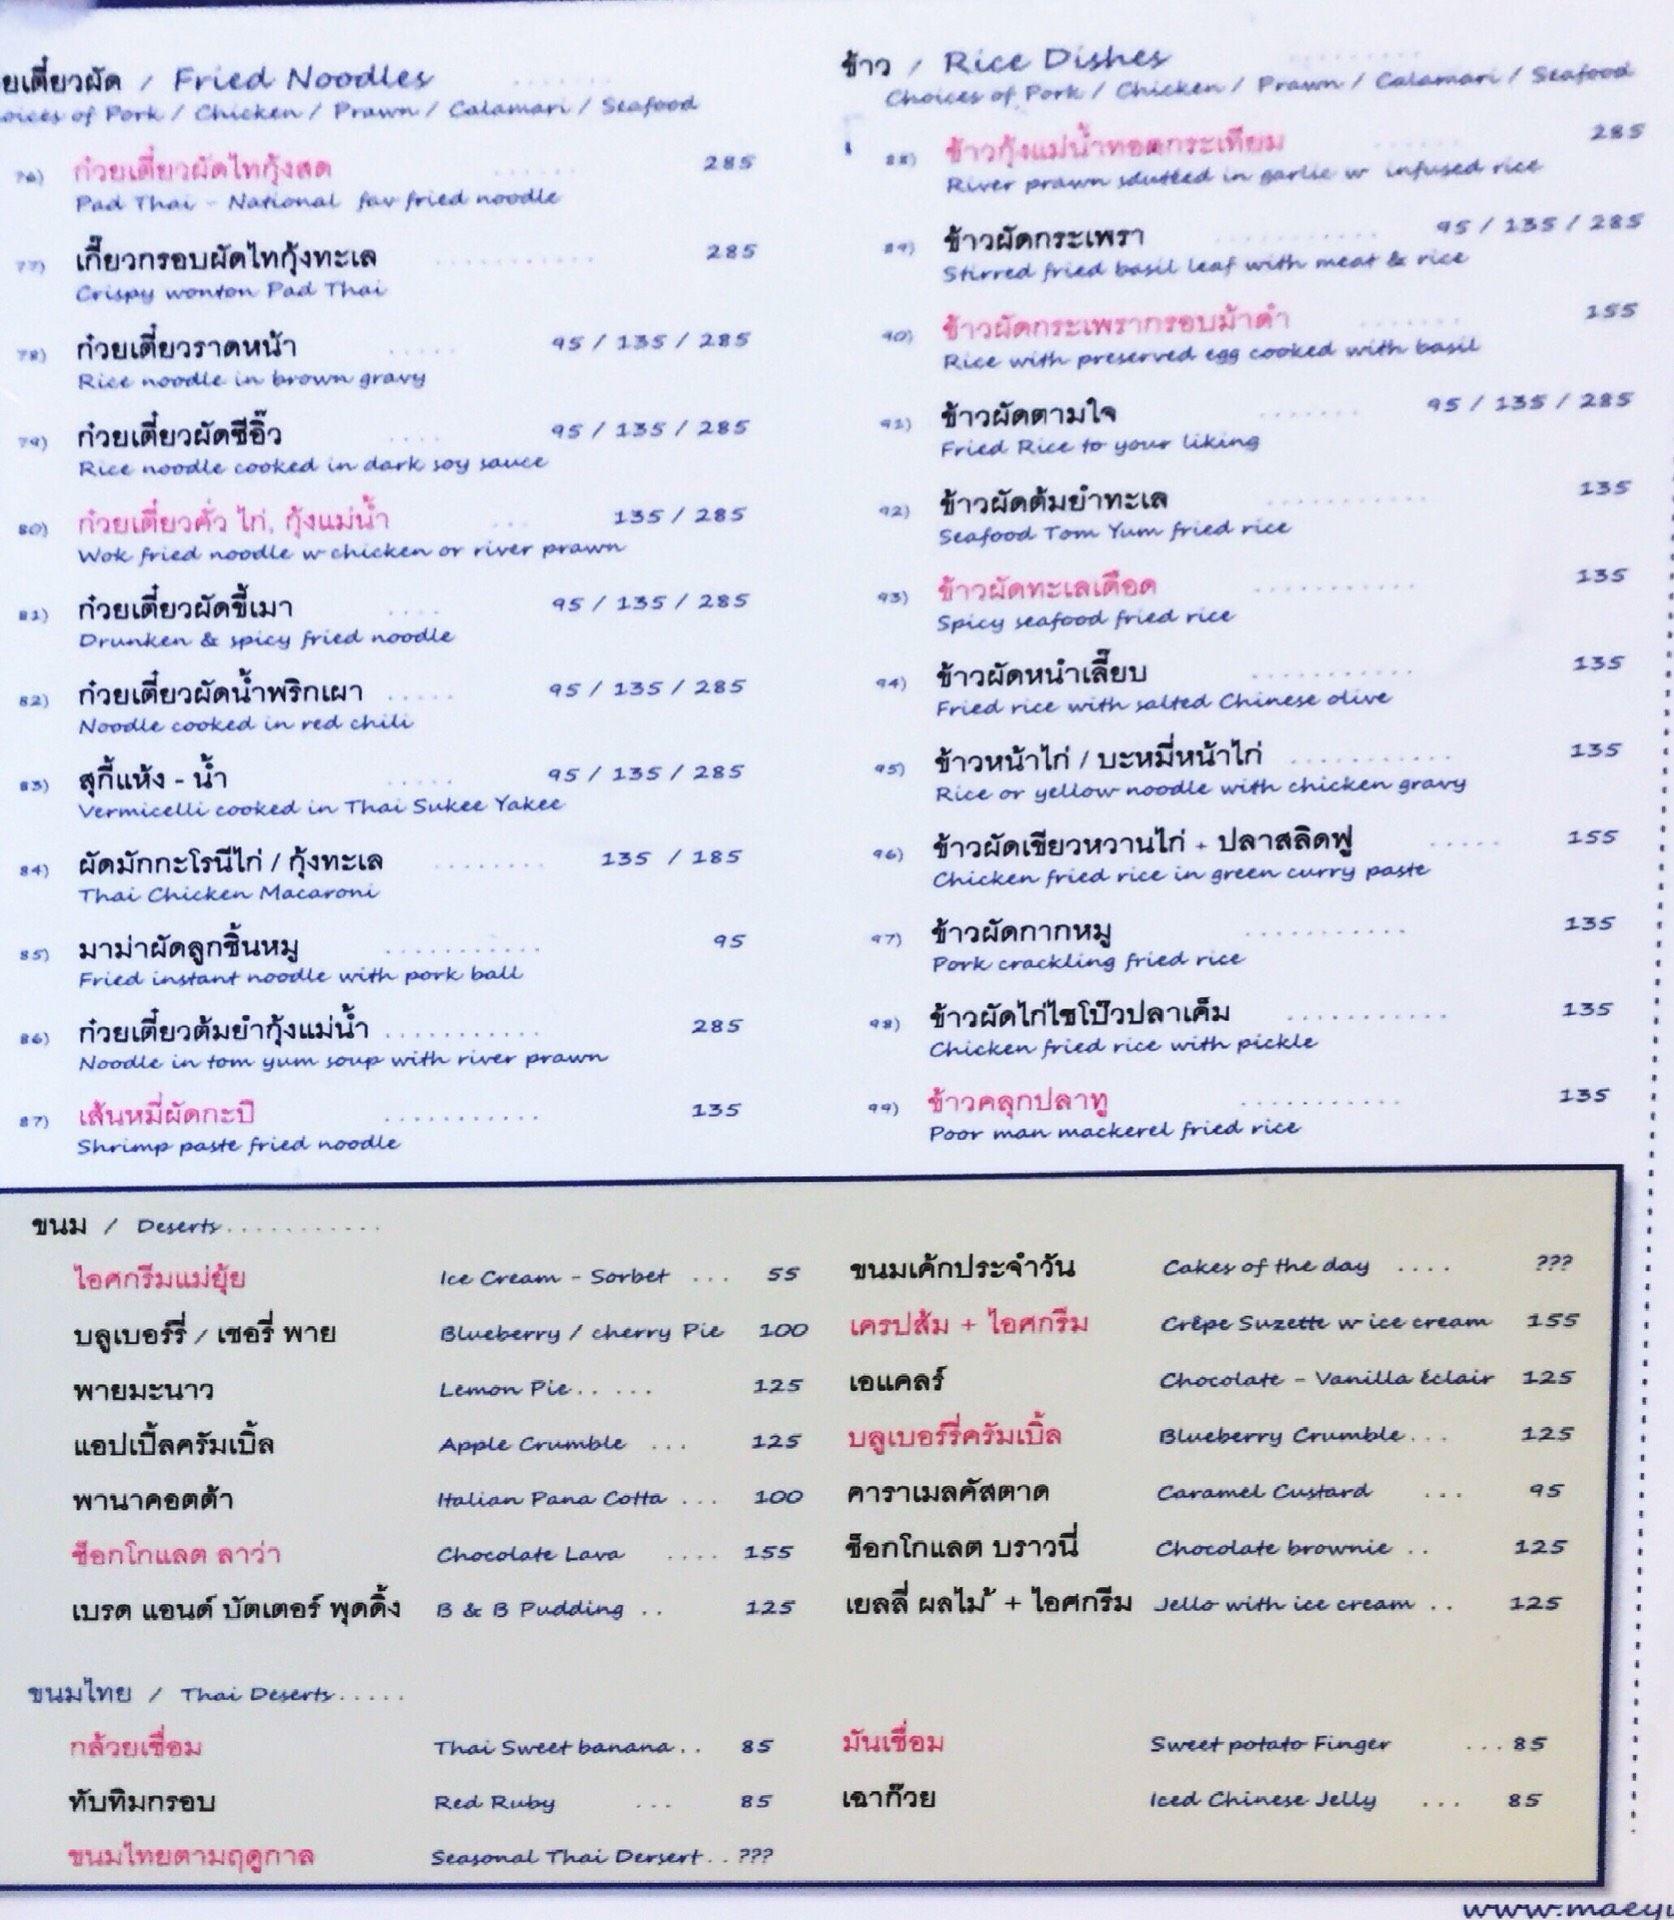 ยเตี๋ยวผัด / Fried Noodles .......
oices of Pork / Chicken / Prawn / Calamari / Seafood
76) ก๋วยเตี๋ยวผัดไทกุ้งสด ...... 285
Pad Thai - National fav fried noodle
77) เกี๊ยวกรอบผัดไทกุ้งทะเล ........... 285
Crispy wonton Pad Thai
78) ก๋วยเตี๋ยวราดหน้า ..... 95 / 135 / 285
Rice noodle in brown gravy
79) ก๋วยเตี๋ยวผัดซีอิ๊ว .... 95 / 135 / 285
Rice noodle cooked in dark soy sauce
80) ก๋วยเตี๋ยวคั่ว ไก่, กุ้งแม่น้ำ ... 135 / 285
Wok fried noodle w chicken or river prawn
81) ก๋วยเตี๋ยวผัดขี้เมา .... 95 / 135 / 285
Drunken & spicy fried noodle
82) ก๋วยเตี๋ยวผัดน้ำพริกเผา ..... 95 / 135 / 285
Noodle cooked in red chili
83) สุกี้แห้ง - น้ำ ..... 95 / 135 / 285
Vermicelli cooked in Thai Sukee Yakee
84) ผัดมักกะโรนีไก่ / กุ้งทะเล ........ 135 / 185
Thai Chicken Macaroni
85) มาม่าผัดลูกชิ้นหมู ........... 95
Fried instant noodle with pork ball
86) ก๋วยเตี๋ยวต้มยำกุ้งแม่น้ำ ........... 285
Noodle in tom yum soup with river prawn
87) เส้นหมี่ผัดกะปิ ........... 135
Shrimp paste fried noodle
ข้าว / Rice Dishes .........
Choices of Pork / Chicken / Prawn / Calamari / Seafood
88) ข้าวกุ้งแม่น้ำทอดกระเทียม ...... 285
River prawn sdutted in garlic w infused rice
89) ข้าวผัดกระเพรา ........... 95 / 135 / 285
Stirred fried basil leaf with meat & rice
90) ข้าวผัดกระเพรากรอบม้าดำ ....... 155
Rice with preserved egg cooked with basil
91) ข้าวผัดตามใจ ....... 95 / 135 / 285
Fried Rice to your liking
92) ข้าวผัดต้มยำทะเล ........... 135
Seafood Tom Yum fried rice
93) ข้าวผัดทะเลเดือด ........... 135
Spicy seafood fried rice
94) ข้าวผัดหนำเลี๊ยบ ........... 135
Fried rice with salted Chinese olive
95) ข้าวหน้าไก่ / บะหมี่หน้าไก่ ........... 135
Rice or yellow noodle with chicken gravy
96) ข้าวผัดเขียวหวานไก่ + ปลาสลิดฟู ..... 155
Chicken fried rice in green curry paste
97) ข้าวผัดกากหมู ........... 135
Pork crackling fried rice
98) ข้าวผัดไก่ไชโป๊วปลาเค็ม ........... 135
Chicken fried rice with pickle
99) ข้าวคลุกปลาทู ........... 135
Poor man mackerel fried rice
ขนม / Deserts...........
ไอศกรีมแม่ยุ้ย Ice Cream - Sorbet ... 55
บลูเบอร์รี่ / เชอรี่ พาย Blueberry / cherry Pie 100
พายมะนาว Lemon Pie..... 125
แอปเปิ้ลครัมเบิ้ล Apple Crumble ... 125
พานาคอตต้า Italian Pana Cotta ... 100
ช็อกโกแลต ลาว่า Chocolate Lava .... 155
เบรด แอนด์ บัตเตอร์ พุดดิ้ง B & B Pudding .. 125
ขนมเค้กประจำวัน Cakes of the day .... ???
เครปส้ม + ไอศกรีม Crêpe Suzette w ice cream 155
เอแคลร์ Chocolate - Vanilla éclair 125
บลูเบอร์รี่ครัมเบิ้ล Blueberry Crumble... 125
คาราเมลคัสตาด Caramel Custard ... 95
ช็อกโกแลต บราวนี่ Chocolate brownie .. 125
เยลลี่ ผลไม้ + ไอศกรีม Jello with ice cream .. 125
ขนมไทย / Thai Deserts.....
กล้วยเชื่อม Thai Sweet banana.. 85
ทับทิมกรอบ Red Ruby ... 85
ขนมไทยตามฤดูกาล Seasonal Thai Dersert.. ???
มันเชื่อม Sweet potato Finger ... 85
เฉาก๊วย Iced Chinese Jelly ... 85